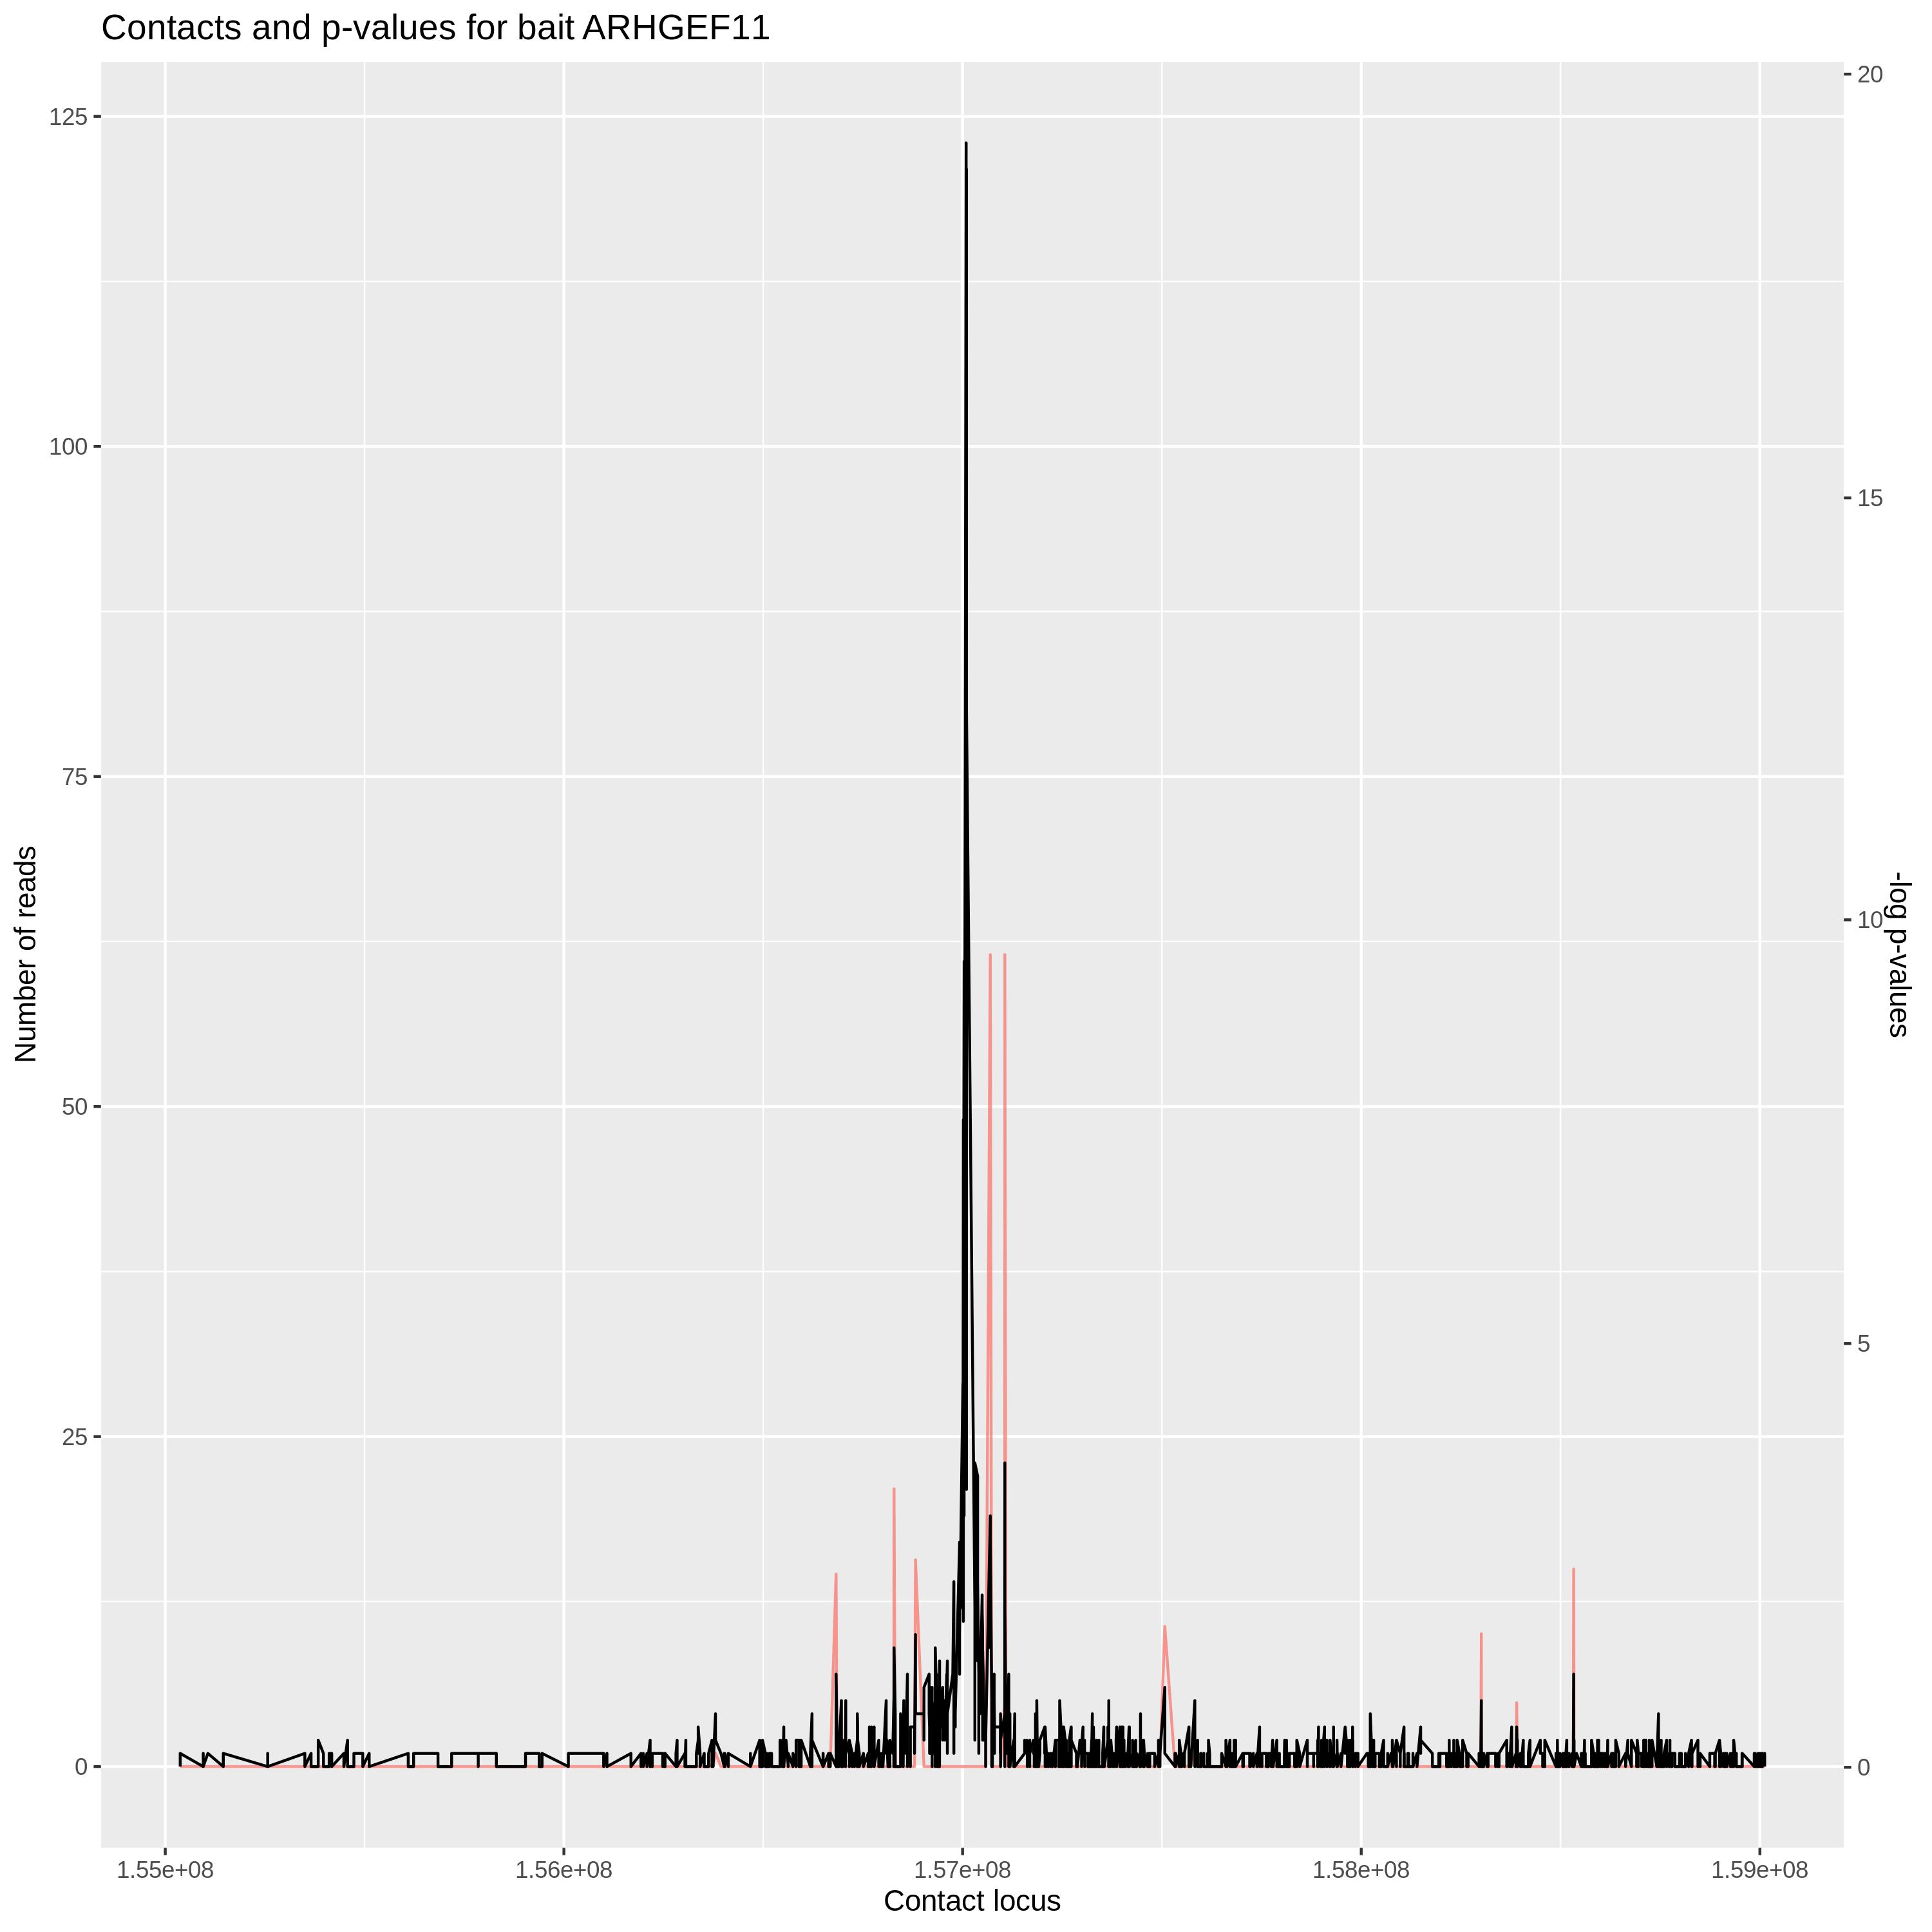 Contacts and p-values for bait ARHGEF11
125
100
75
50
25
0
Number of reads
20
15
10
5
0
-log p-values
1.55e+08
1.56e+08
1.57e+08
1.58e+08
1.59e+08
Contact locus